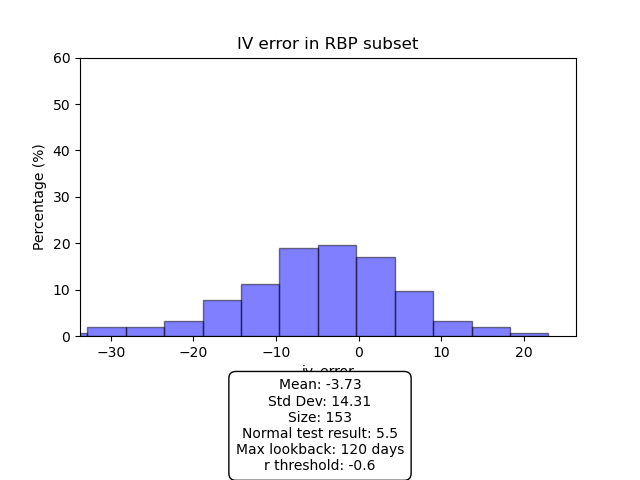 IV error in RBP subset
60
50
40
30
20
10
0
Percentage (%)
−30
−20
−10
0
10
20
iv_error
Mean: -3.73
Std Dev: 14.31
Size: 153
Normal test result: 5.5
Max lookback: 120 days
r threshold: -0.6